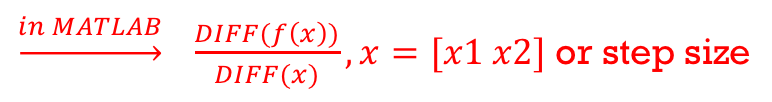 in MATLAB
DIFF(f(x))
DIFF(x)
, x = [x1 x2] or step size